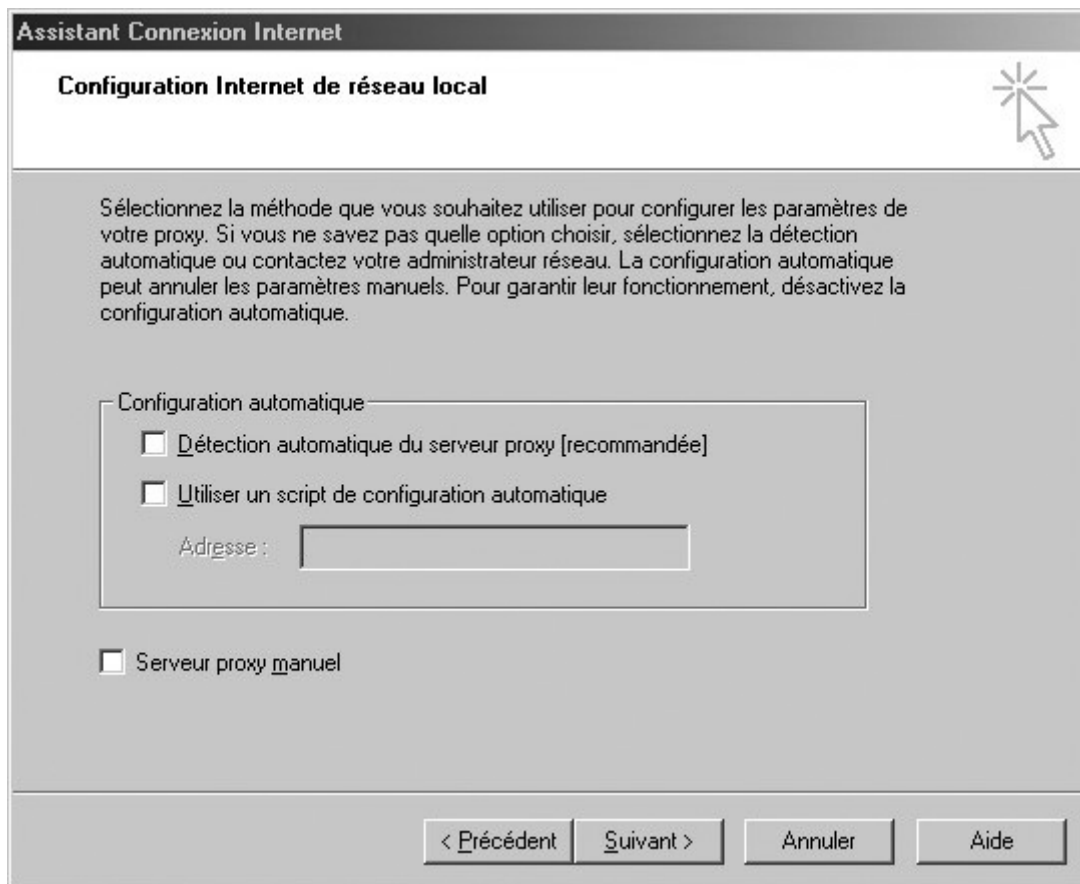 Assistant Connexion Internet
Configuration Internet de réseau local
Sélectionnez la méthode que vous souhaitez utiliser pour configurer les paramètres de
votre proxy. Si vous ne savez pas quelle option choisir, sélectionnez la détection
automatique ou contactez votre administrateur réseau. La configuration automatique
peut annuler les paramètres manuels. Pour garantir leur fonctionnement, désactivez la
configuration automatique.
Configuration automatique
Détection automatique du serveur proxy [recommandée]
Utiliser un script de configuration automatique
Adresse :
Serveur proxy manuel
< Précédent Suivant > Annuler Aide